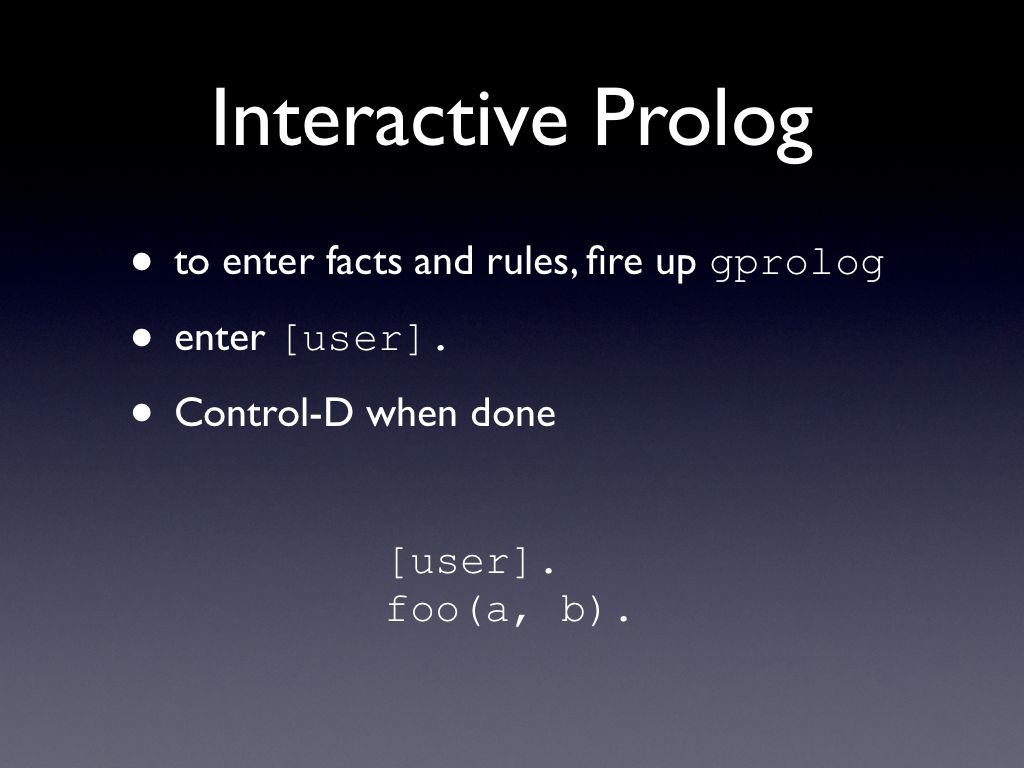 Interactive Prolog
• to enter facts and rules, fire up gprolog
• enter [user].
• Control-D when done
[user].
foo(a, b).